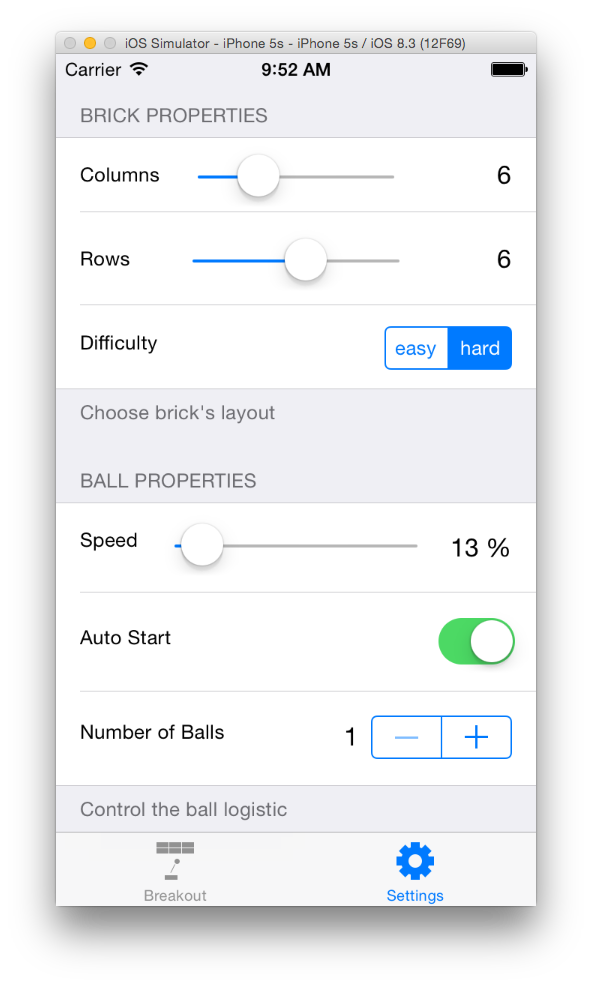 iOS Simulator - iPhone 5s - iPhone 5s / iOS 8.3 (12F69)
Carrier 9:52 AM
BRICK PROPERTIES
Columns 6
Rows 6
Difficulty easy hard
Choose brick's layout
BALL PROPERTIES
Speed 13 %
Auto Start
Number of Balls 1 — +
Control the ball logistic
Breakout Settings